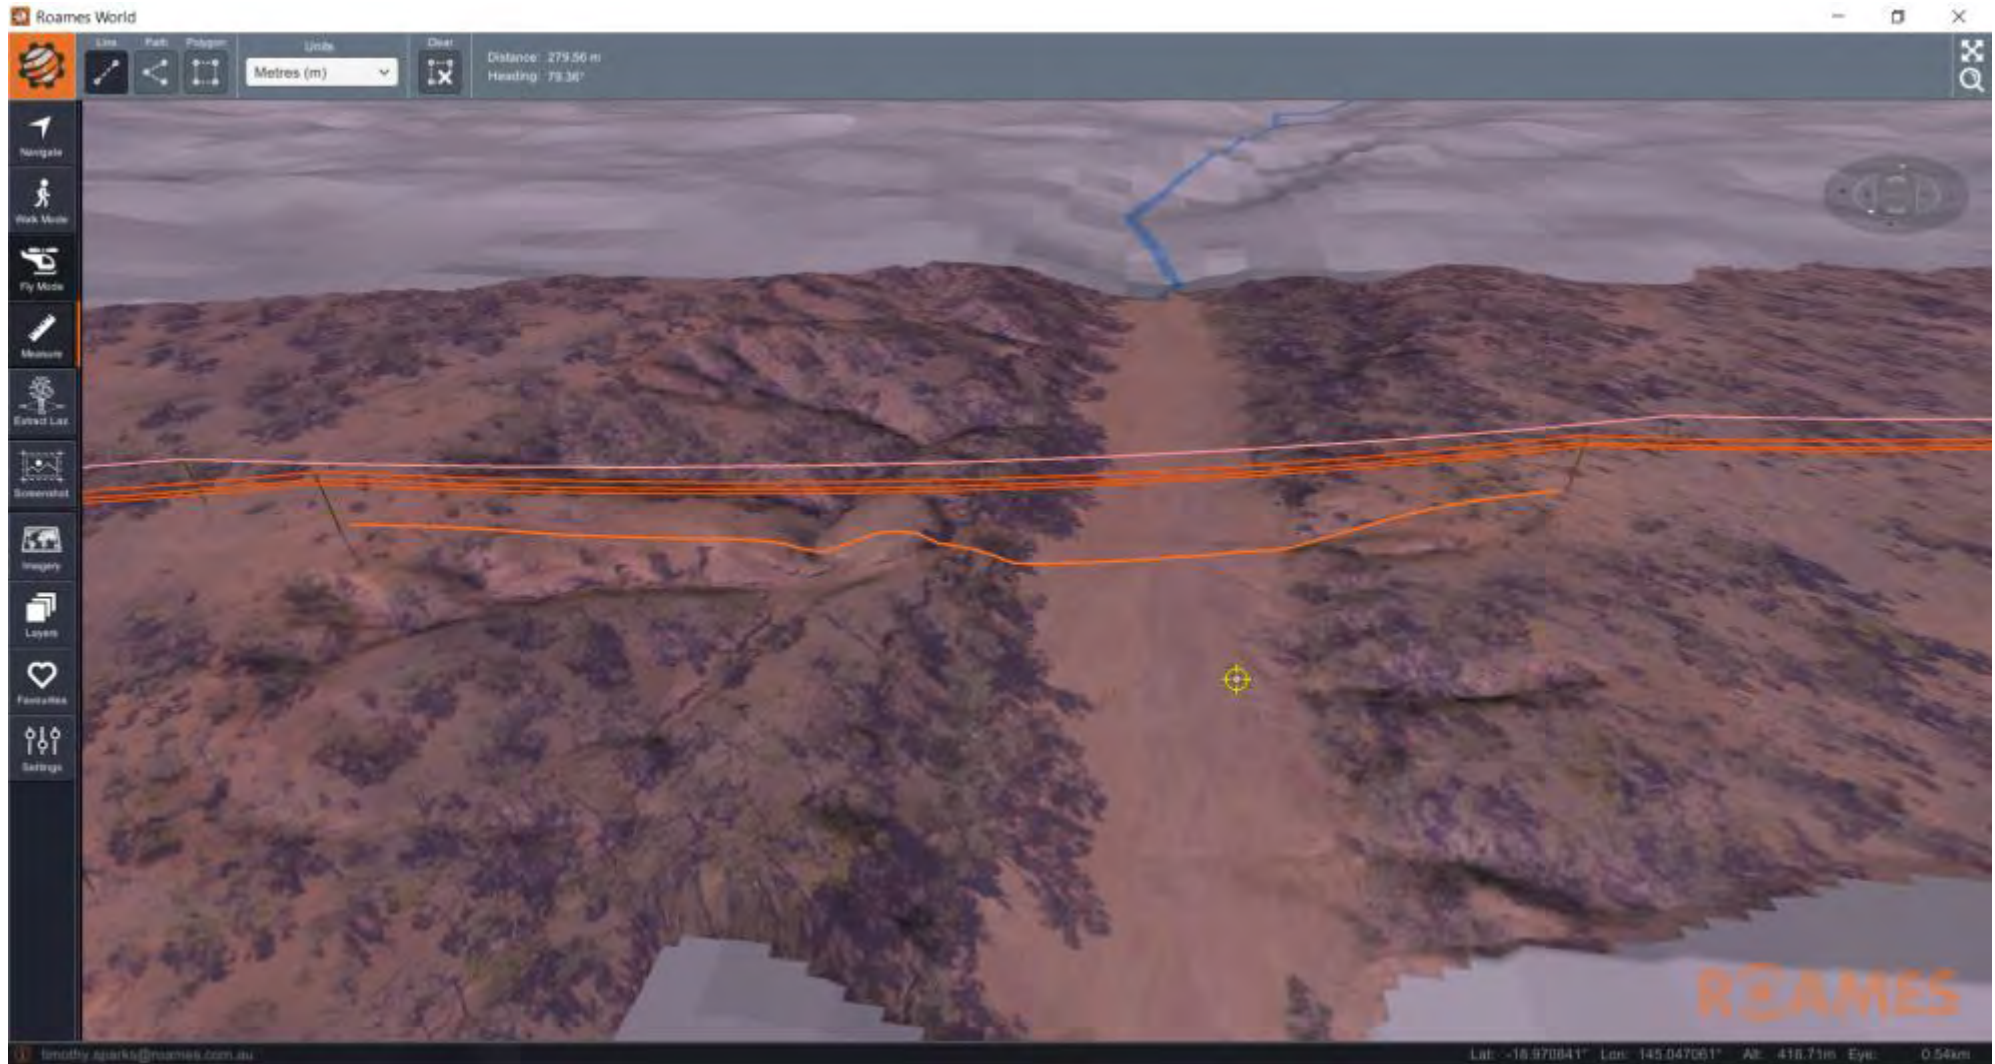 Roames World
Line Path Polygon
Units
Metres (m)
Clear
Distance: 279.56 m
Heading: 79.36°
Navigate
Walk Mode
Fly Mode
Measure
Extract Las
Screenshot
Imagery
Layers
Favourites
Settings
ROAMES
timothy.sparks@roames.com.au
Lat: -18.970841° Lon: 145.047061° Alt: 418.71m Eye: 0.54km